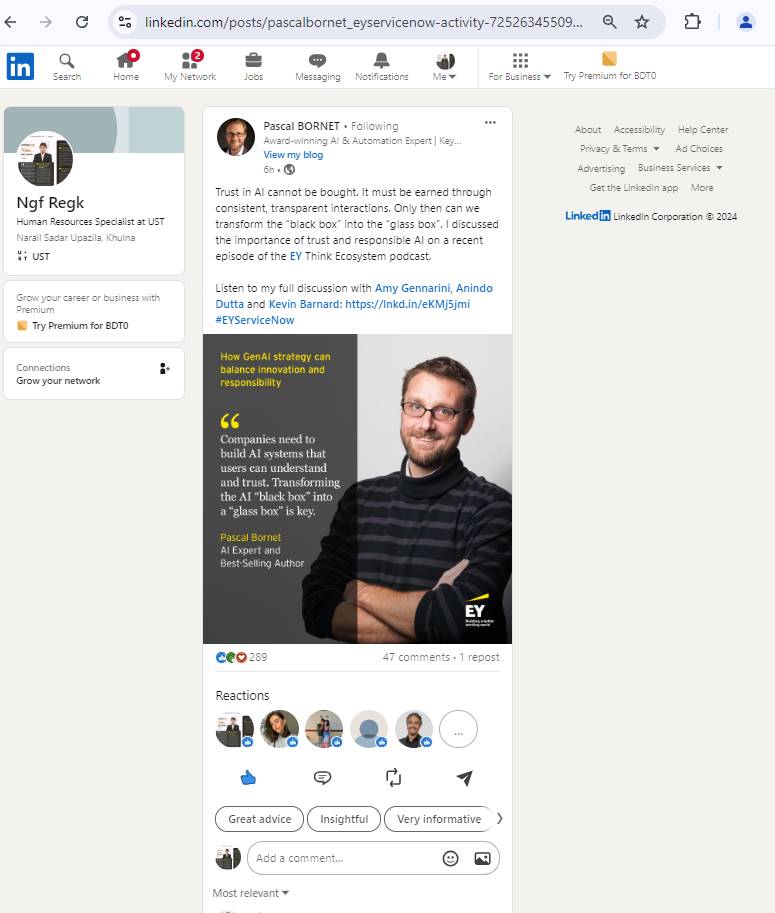 linkedin.com/posts/pascalbornet_eyservicenow-activity-72526345509...
in
Search
Home
2
My Network
Jobs
Messaging
Notifications
Me
For Business
Try Premium for BDT0
Ngf Regk
Human Resources Specialist at UST
Narail Sadar Upazila, Khulna
UST
Grow your career or business with
Premium
Try Premium for BDT0
Connections
Grow your network
Pascal BORNET • Following
Award-winning AI & Automation Expert | Key...
View my blog
6h •
Trust in AI cannot be bought. It must be earned through
consistent, transparent interactions. Only then can we
transform the “black box” into the “glass box”. I discussed
the importance of trust and responsible AI on a recent
episode of the EY Think Ecosystem podcast.
Listen to my full discussion with Amy Gennarini, Anindo
Dutta and Kevin Barnard: https://lnkd.in/eKMj5jmi
#EYServiceNow
How GenAI strategy can
balance innovation and
responsibility
“
Companies need to
build AI systems that
users can understand
and trust. Transforming
the AI “black box” into
a “glass box” is key.
Pascal Bornet
AI Expert and
Best-Selling Author
EY
Building a better
working world
289
47 comments • 1 repost
Reactions
...
Great advice
Insightful
Very informative
Add a comment...
Most relevant
About Accessibility Help Center
Privacy & Terms Ad Choices
Advertising Business Services
Get the LinkedIn app More
LinkedIn LinkedIn Corporation © 2024